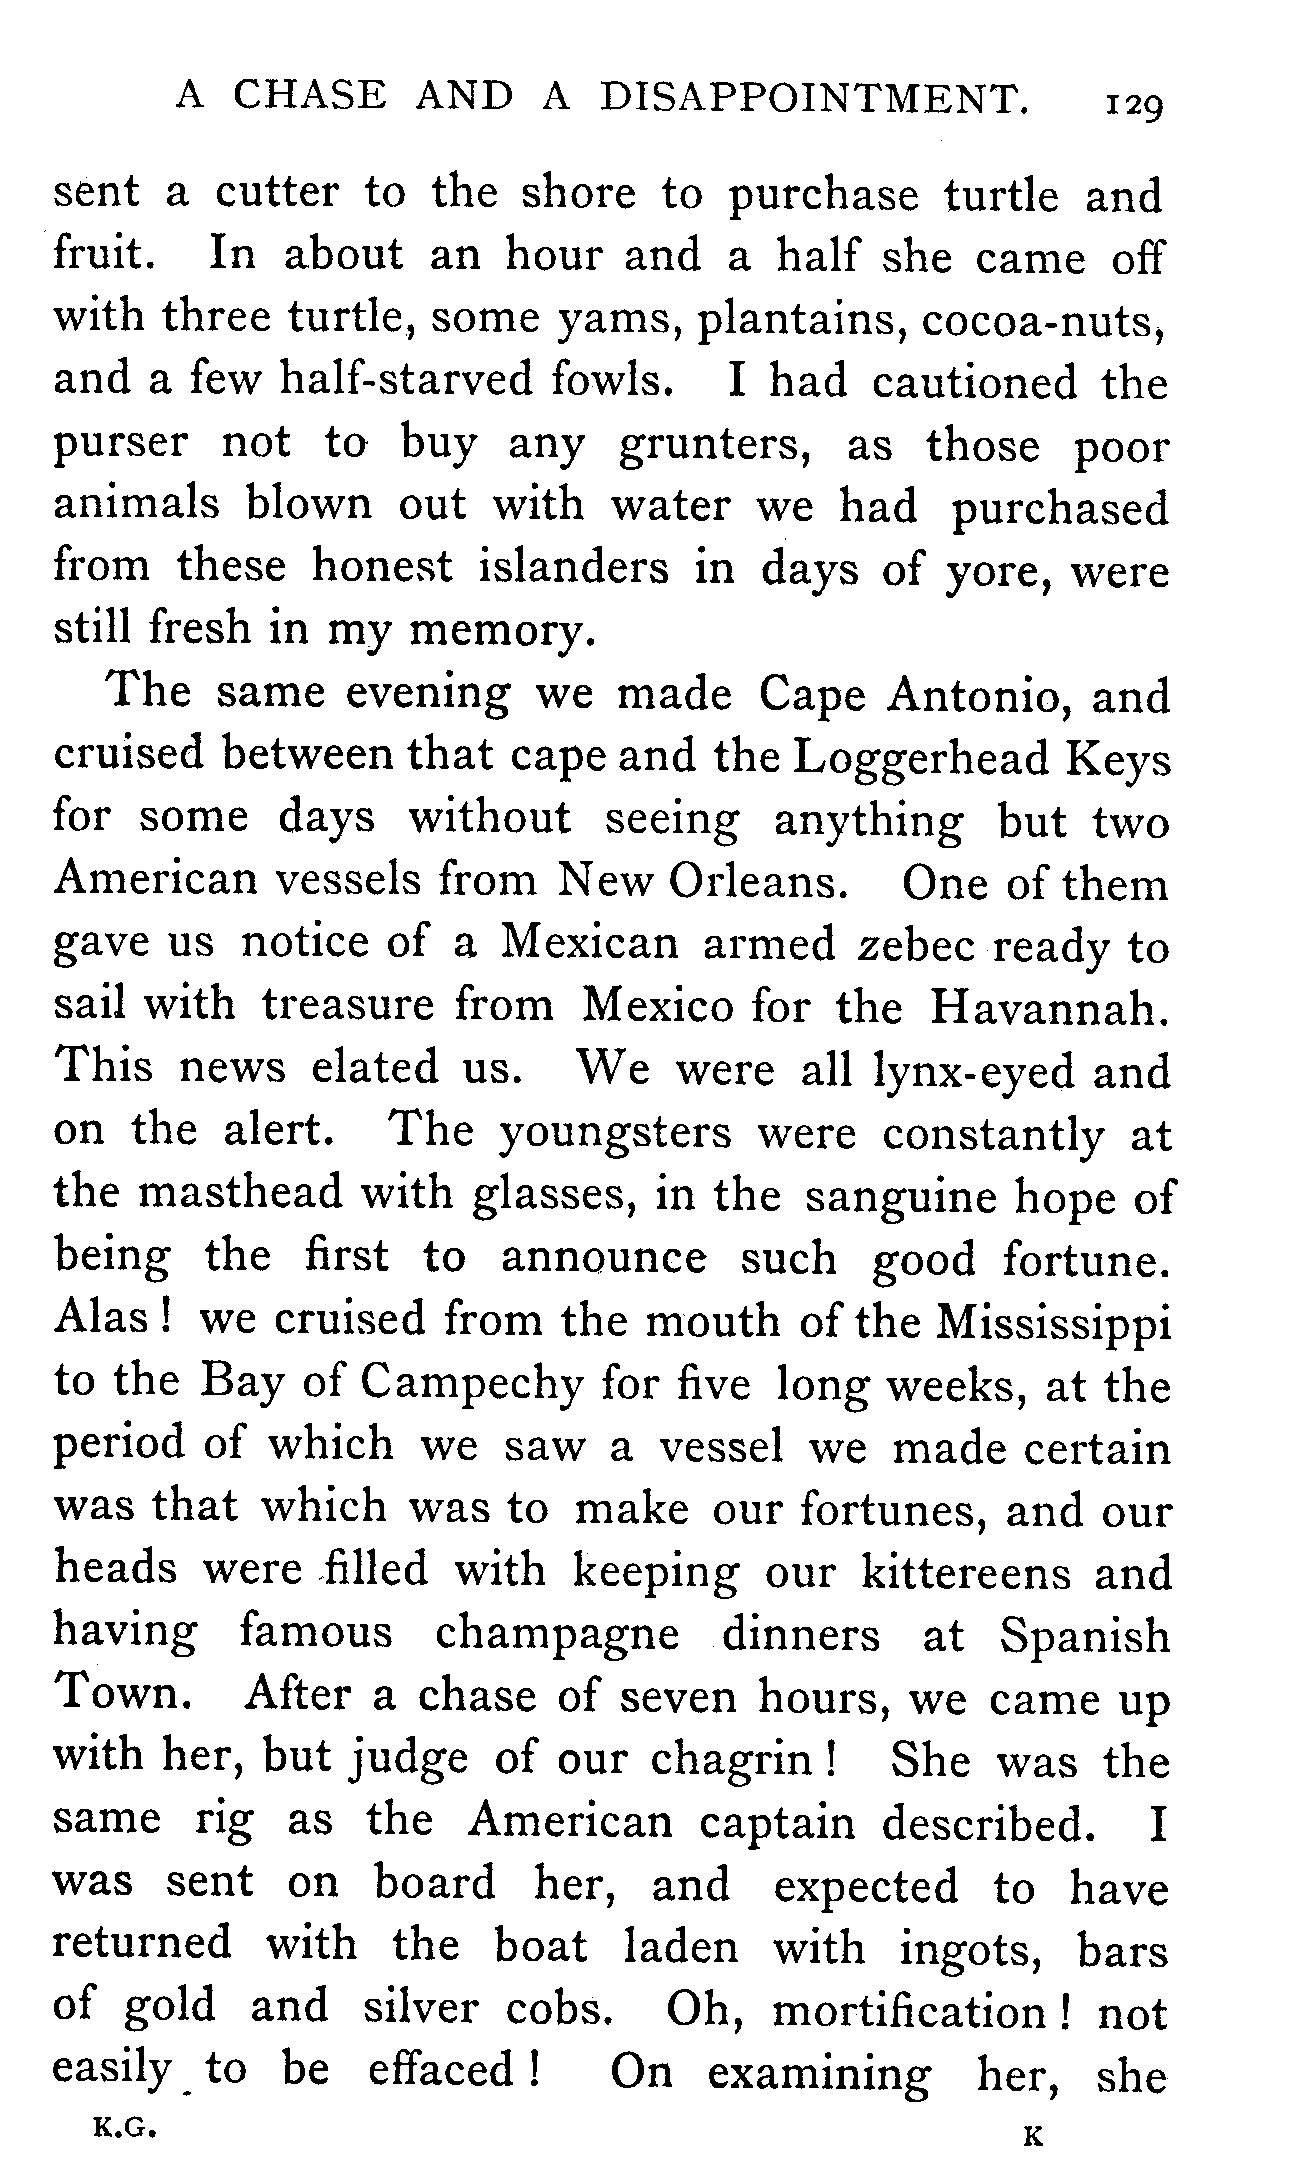 A CHASE AND A DISAPPOINTMENT. 129
sent a cutter to the shore to purchase turtle and
fruit. In about an hour and a half she came off
with three turtle, some yams, plantains, cocoa-nuts,
and a few half-starved fowls. I had cautioned the
purser not to buy any grunters, as those poor
animals blown out with water we had purchased
from these honest islanders in days of yore, were
still fresh in my memory.
The same evening we made Cape Antonio, and
cruised between that cape and the Loggerhead Keys
for some days without seeing anything but two
American vessels from New Orleans. One of them
gave us notice of a Mexican armed zebec ready to
sail with treasure from Mexico for the Havannah.
This news elated us. We were all lynx-eyed and
on the alert. The youngsters were constantly at
the masthead with glasses, in the sanguine hope of
being the first to announce such good fortune.
Alas ! we cruised from the mouth of the Mississippi
to the Bay of Campechy for five long weeks, at the
period of which we saw a vessel we made certain
was that which was to make our fortunes, and our
heads were filled with keeping our kittereens and
having famous champagne dinners at Spanish
Town. After a chase of seven hours, we came up
with her, but judge of our chagrin ! She was the
same rig as the American captain described. I
was sent on board her, and expected to have
returned with the boat laden with ingots, bars
of gold and silver cobs. Oh, mortification ! not
easily to be effaced ! On examining her, she
K.G. K